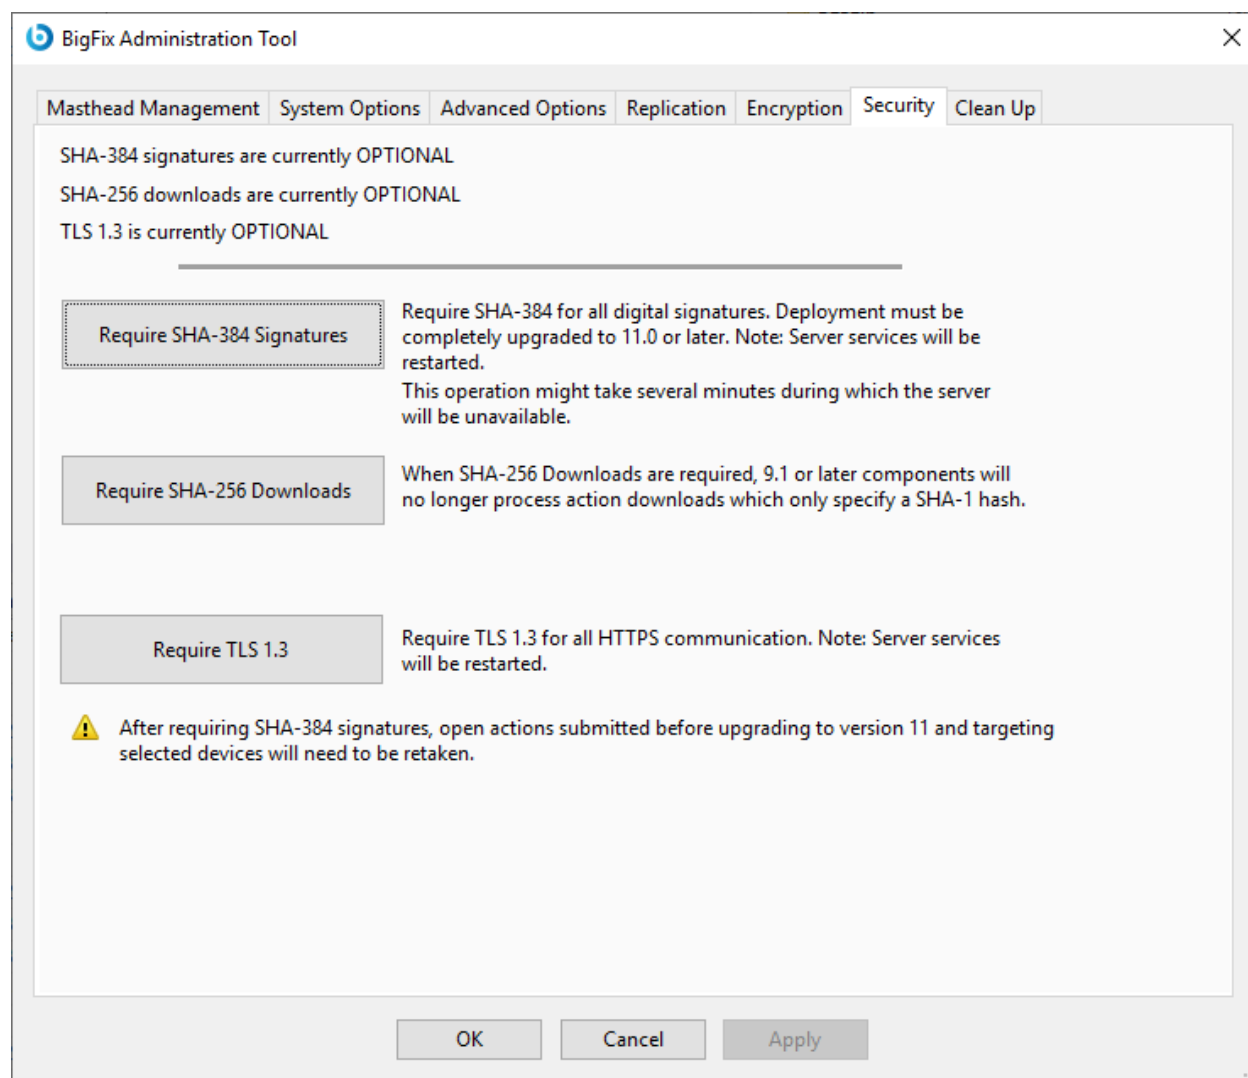 BigFix Administration Tool
Masthead Management System Options Advanced Options Replication Encryption Security Clean Up
SHA-384 signatures are currently OPTIONAL
SHA-256 downloads are currently OPTIONAL
TLS 1.3 is currently OPTIONAL
Require SHA-384 Signatures
Require SHA-384 for all digital signatures. Deployment must be
completely upgraded to 11.0 or later. Note: Server services will be
restarted.
This operation might take several minutes during which the server
will be unavailable.
Require SHA-256 Downloads
When SHA-256 Downloads are required, 9.1 or later components will
no longer process action downloads which only specify a SHA-1 hash.
Require TLS 1.3
Require TLS 1.3 for all HTTPS communication. Note: Server services
will be restarted.
After requiring SHA-384 signatures, open actions submitted before upgrading to version 11 and targeting
selected devices will need to be retaken.
OK Cancel Apply